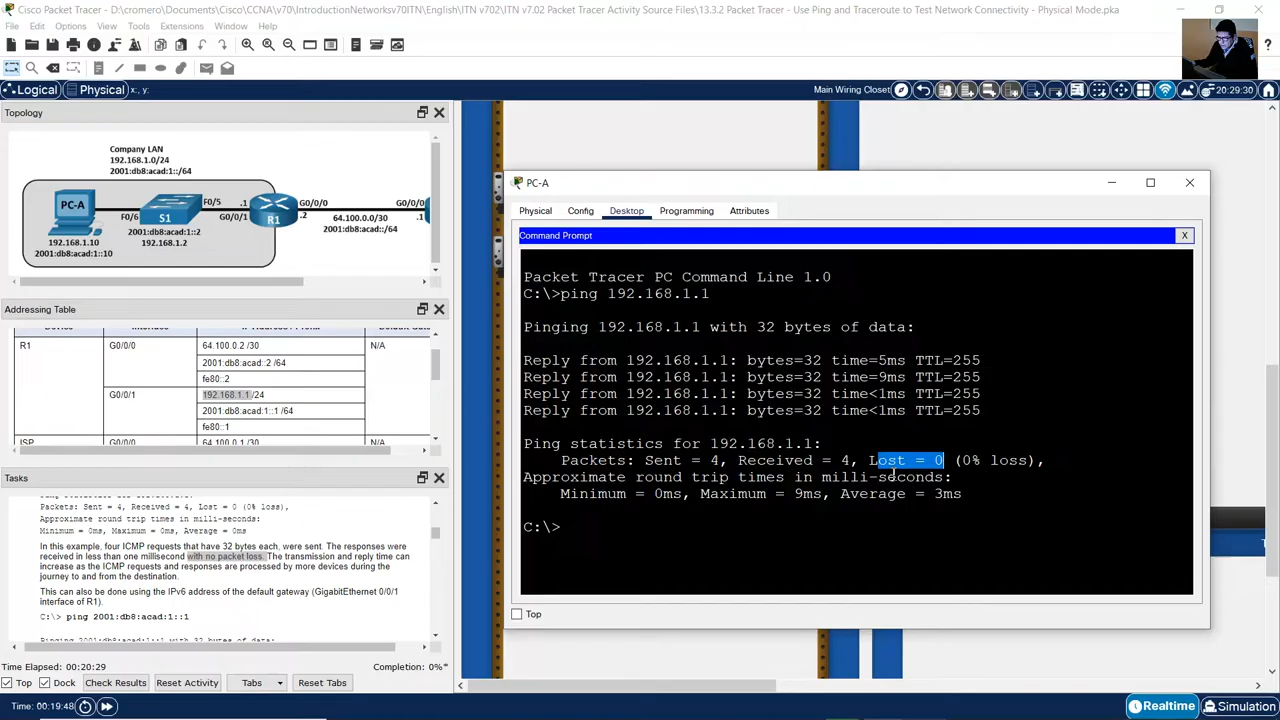 Cisco Packet Tracer - D:\cromero\Documents\Cisco\CCNA\v70\IntroductionNetworksv70ITN\English\ITN v702\ITN v7.02 Packet Tracer Activity Source Files\13.3.2 Packet Tracer - Use Ping and Traceroute to Test Network Connectivity - Physical Mode.pka
File Edit Options View Tools Extensions Window Help
Logical Physical x:, y: Main Wiring Closet 20:29:30
Topology
Company LAN
192.168.1.0/24
2001:db8:acad:1::/64
PC-A
F0/6
S1
F0/5
.1
G0/0/1
R1
G0/0/0
.2
64.100.0.0/30
2001:db8:acad::/64
.1
2001:db8:acad:1::2
192.168.1.2
192.168.1.10
2001:db8:acad:1::10
Addressing Table
R1 G0/0/0 64.100.0.2 /30 N/A
2001:db8:acad::2 /64
fe80::2
G0/0/1 192.168.1.1 /24
2001:db8:acad:1::1 /64
fe80::1
ISP G0/0/0 64.100.0.1 /30 N/A
Tasks
Packets: Sent = 4, Received = 4, Lost = 0 (0% loss),
Approximate round trip times in milli-seconds:
Minimum = 0ms, Maximum = 0ms, Average = 0ms
In this example, four ICMP requests that have 32 bytes each, were sent. The responses were
received in less than one millisecond with no packet loss. The transmission and reply time can
increase as the ICMP requests and responses are processed by more devices during the
journey to and from the destination.
This can also be done using the IPv6 address of the default gateway (GigabitEthernet 0/0/1
interface of R1).
C:\> ping 2001:db8:acad:1::1
Pinging 2001:db8:acad:1::1 with 32 bytes of data:
Time Elapsed: 00:20:29 Completion: 0%*
Top Dock Check Results Reset Activity Tabs Reset Tabs
Time: 00:19:48 Realtime Simulation
PC-A
Physical Config Desktop Programming Attributes
Command Prompt X
Packet Tracer PC Command Line 1.0
C:\>ping 192.168.1.1
Pinging 192.168.1.1 with 32 bytes of data:
Reply from 192.168.1.1: bytes=32 time=5ms TTL=255
Reply from 192.168.1.1: bytes=32 time=9ms TTL=255
Reply from 192.168.1.1: bytes=32 time<1ms TTL=255
Reply from 192.168.1.1: bytes=32 time<1ms TTL=255
Ping statistics for 192.168.1.1:
Packets: Sent = 4, Received = 4, Lost = 0 (0% loss),
Approximate round trip times in milli-seconds:
Minimum = 0ms, Maximum = 9ms, Average = 3ms
C:\>
Top